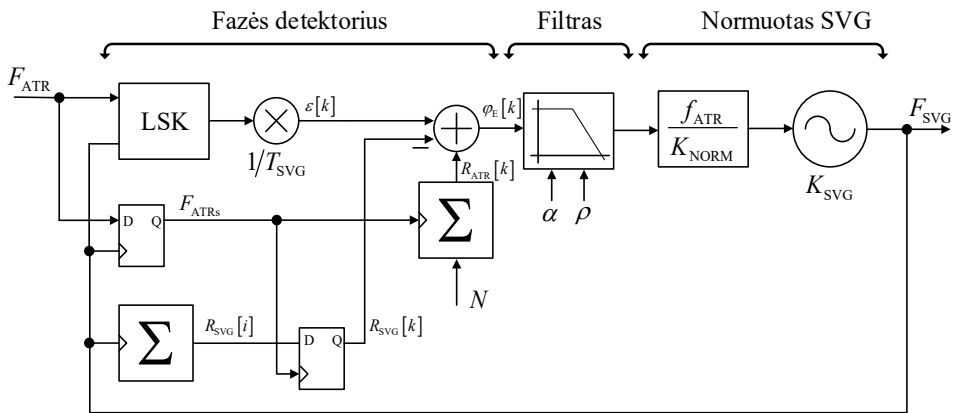 Fazės detektorius
Filtras
Normuotas SVG
F_ATR
LSK
ε[k]
1/T_SVG
φ_E[k]
R_ATR[k]
α
ρ
f_ATR
K_NORM
K_SVG
F_SVG
D
Q
F_ATRs
Σ
N
Σ
R_SVG[i]
D
Q
R_SVG[k]